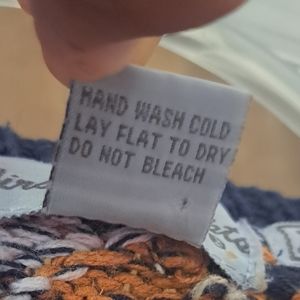 HAND WASH COLD
LAY FLAT TO DRY
DO NOT BLEACH